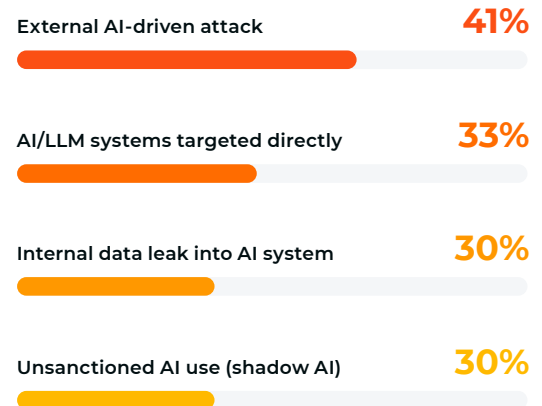 External AI-driven attack 41%
AI/LLM systems targeted directly 33%
Internal data leak into AI system 30%
Unsanctioned AI use (shadow AI) 30%